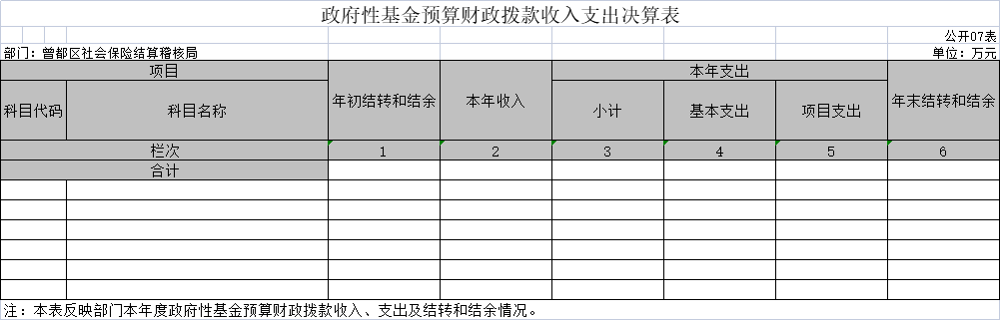 政府性基金预算财政拨款收入支出决算表
公开07表
部门：曾都区社会保险结算稽核局 单位：万元
项目 年初结转和结余 本年收入 本年支出 年末结转和结余
科目代码 科目名称 小计 基本支出 项目支出
栏次 1 2 3 4 5 6
合计
注：本表反映部门本年度政府性基金预算财政拨款收入、支出及结转和结余情况。